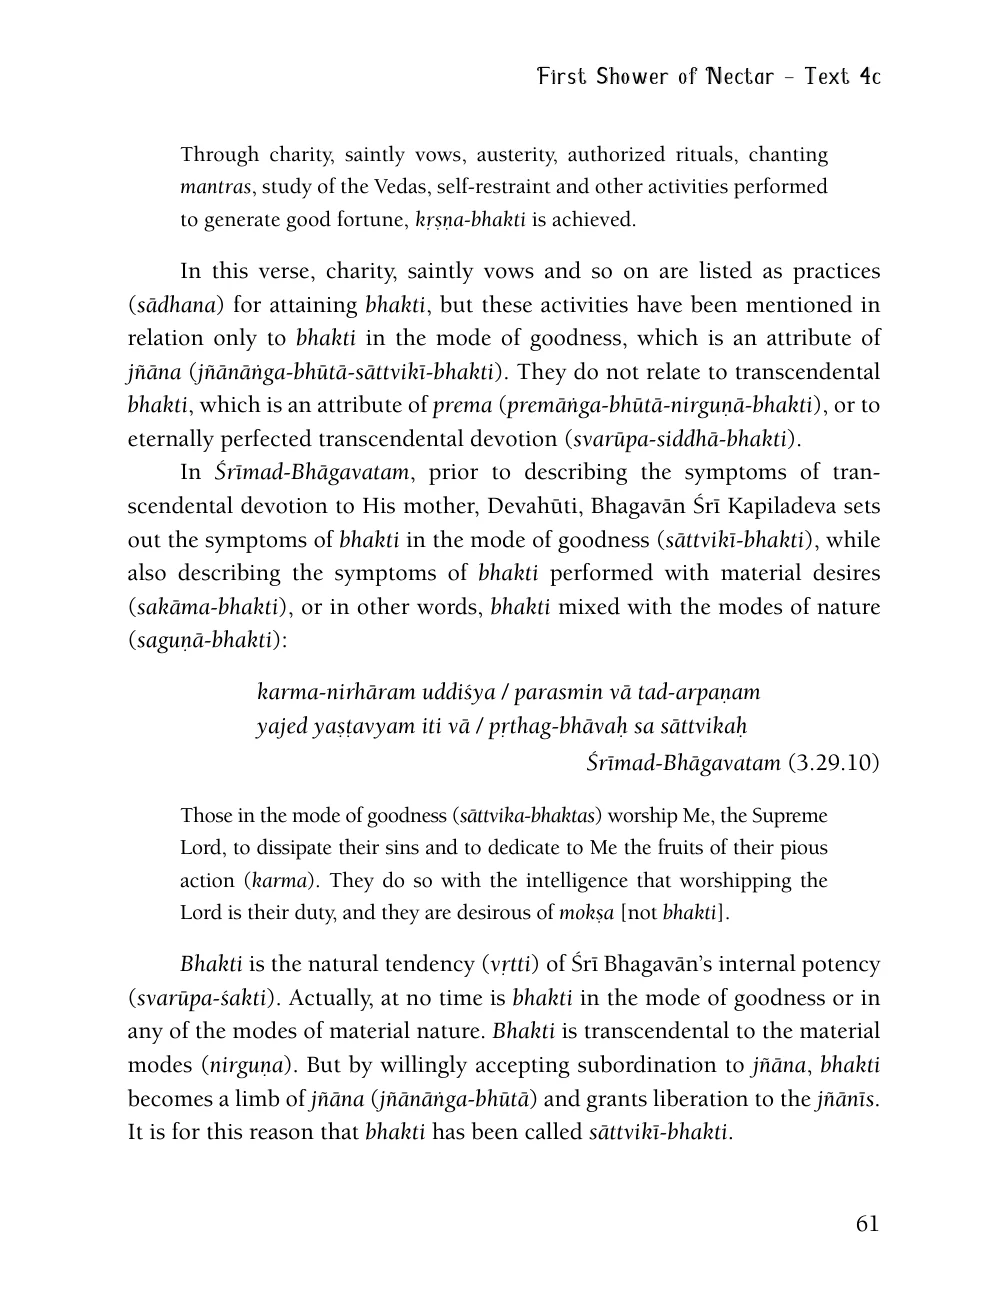 First Shower of Nectar – Text 4c
Through charity, saintly vows, austerity, authorized rituals, chanting
mantras, study of the Vedas, self-restraint and other activities performed
to generate good fortune, kṛṣṇa-bhakti is achieved.
In this verse, charity, saintly vows and so on are listed as practices
(sādhana) for attaining bhakti, but these activities have been mentioned in
relation only to bhakti in the mode of goodness, which is an attribute of
jñāna (jñānāṅga-bhūtā-sāttvikī-bhakti). They do not relate to transcendental
bhakti, which is an attribute of prema (premāṅga-bhūtā-nirguṇā-bhakti), or to
eternally perfected transcendental devotion (svarūpa-siddhā-bhakti).
In Śrīmad-Bhāgavatam, prior to describing the symptoms of tran-
scendental devotion to His mother, Devahūti, Bhagavān Śrī Kapiladeva sets
out the symptoms of bhakti in the mode of goodness (sāttvikī-bhakti), while
also describing the symptoms of bhakti performed with material desires
(sakāma-bhakti), or in other words, bhakti mixed with the modes of nature
(saguṇā-bhakti):
karma-nirhāram uddiśya / parasmin vā tad-arpaṇam
yajed yaṣṭavyam iti vā / pṛthag-bhāvaḥ sa sāttvikaḥ
Śrīmad-Bhāgavatam (3.29.10)
Those in the mode of goodness (sāttvika-bhaktas) worship Me, the Supreme
Lord, to dissipate their sins and to dedicate to Me the fruits of their pious
action (karma). They do so with the intelligence that worshipping the
Lord is their duty, and they are desirous of mokṣa [not bhakti].
Bhakti is the natural tendency (vṛtti) of Śrī Bhagavān’s internal potency
(svarūpa-śakti). Actually, at no time is bhakti in the mode of goodness or in
any of the modes of material nature. Bhakti is transcendental to the material
modes (nirguṇa). But by willingly accepting subordination to jñāna, bhakti
becomes a limb of jñāna (jñānāṅga-bhūtā) and grants liberation to the jñānīs.
It is for this reason that bhakti has been called sāttvikī-bhakti.
61